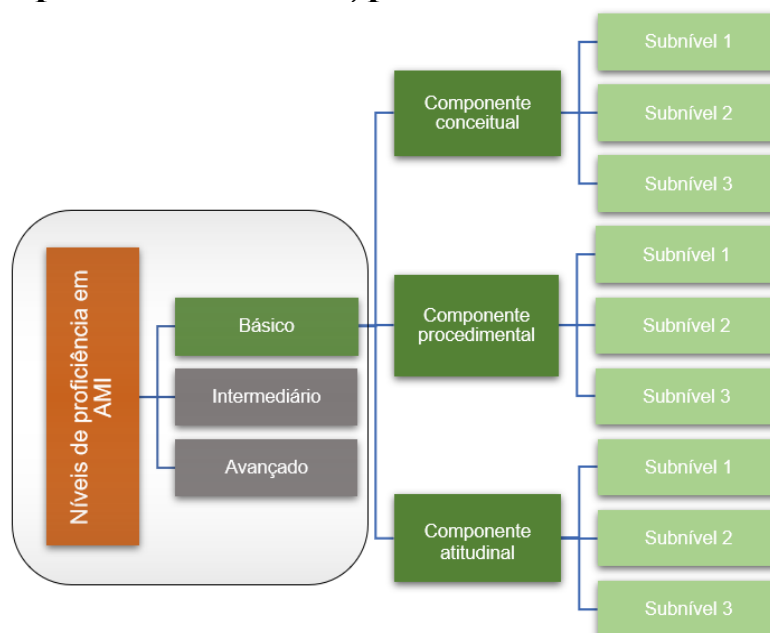 Níveis de proficiência em
AMI
Básico
Intermediário
Avançado
Componente
conceitual
Subnível 1
Subnível 2
Subnível 3
Componente
procedimental
Subnível 1
Subnível 2
Subnível 3
Componente
atitudinal
Subnível 1
Subnível 2
Subnível 3